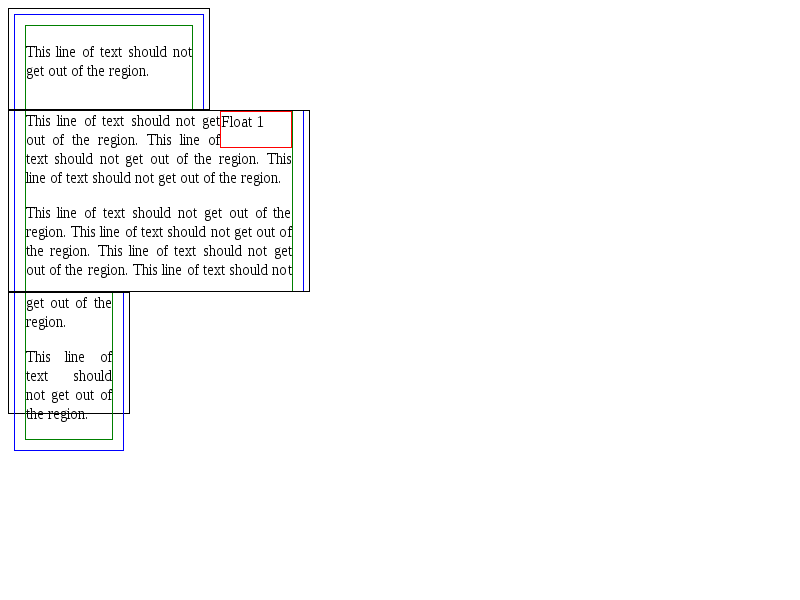 This line of text should not
get out of the region.
This line of text should not get
out of the region. This line of
Float 1
text should not get out of the region. This
line of text should not get out of the region.
This line of text should not get out of the
region. This line of text should not get out of
the region. This line of text should not get
out of the region. This line of text should not
get out of the
region.
This line of
text should
not get out of
the region.